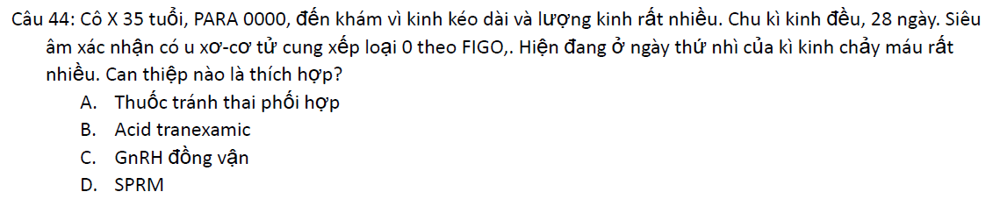 Câu 44: Cô X 35 tuổi, PARA 0000, đến khám vì kinh kéo dài và lượng kinh rất nhiều. Chu kì kinh đều, 28 ngày. Siêu
âm xác nhận có u xơ-cơ tử cung xếp loại 0 theo FIGO,. Hiện đang ở ngày thứ nhì của kì kinh chảy máu rất
nhiều. Can thiệp nào là thích hợp?
A. Thuốc tránh thai phối hợp
B. Acid tranexamic
C. GnRH đồng vận
D. SPRM